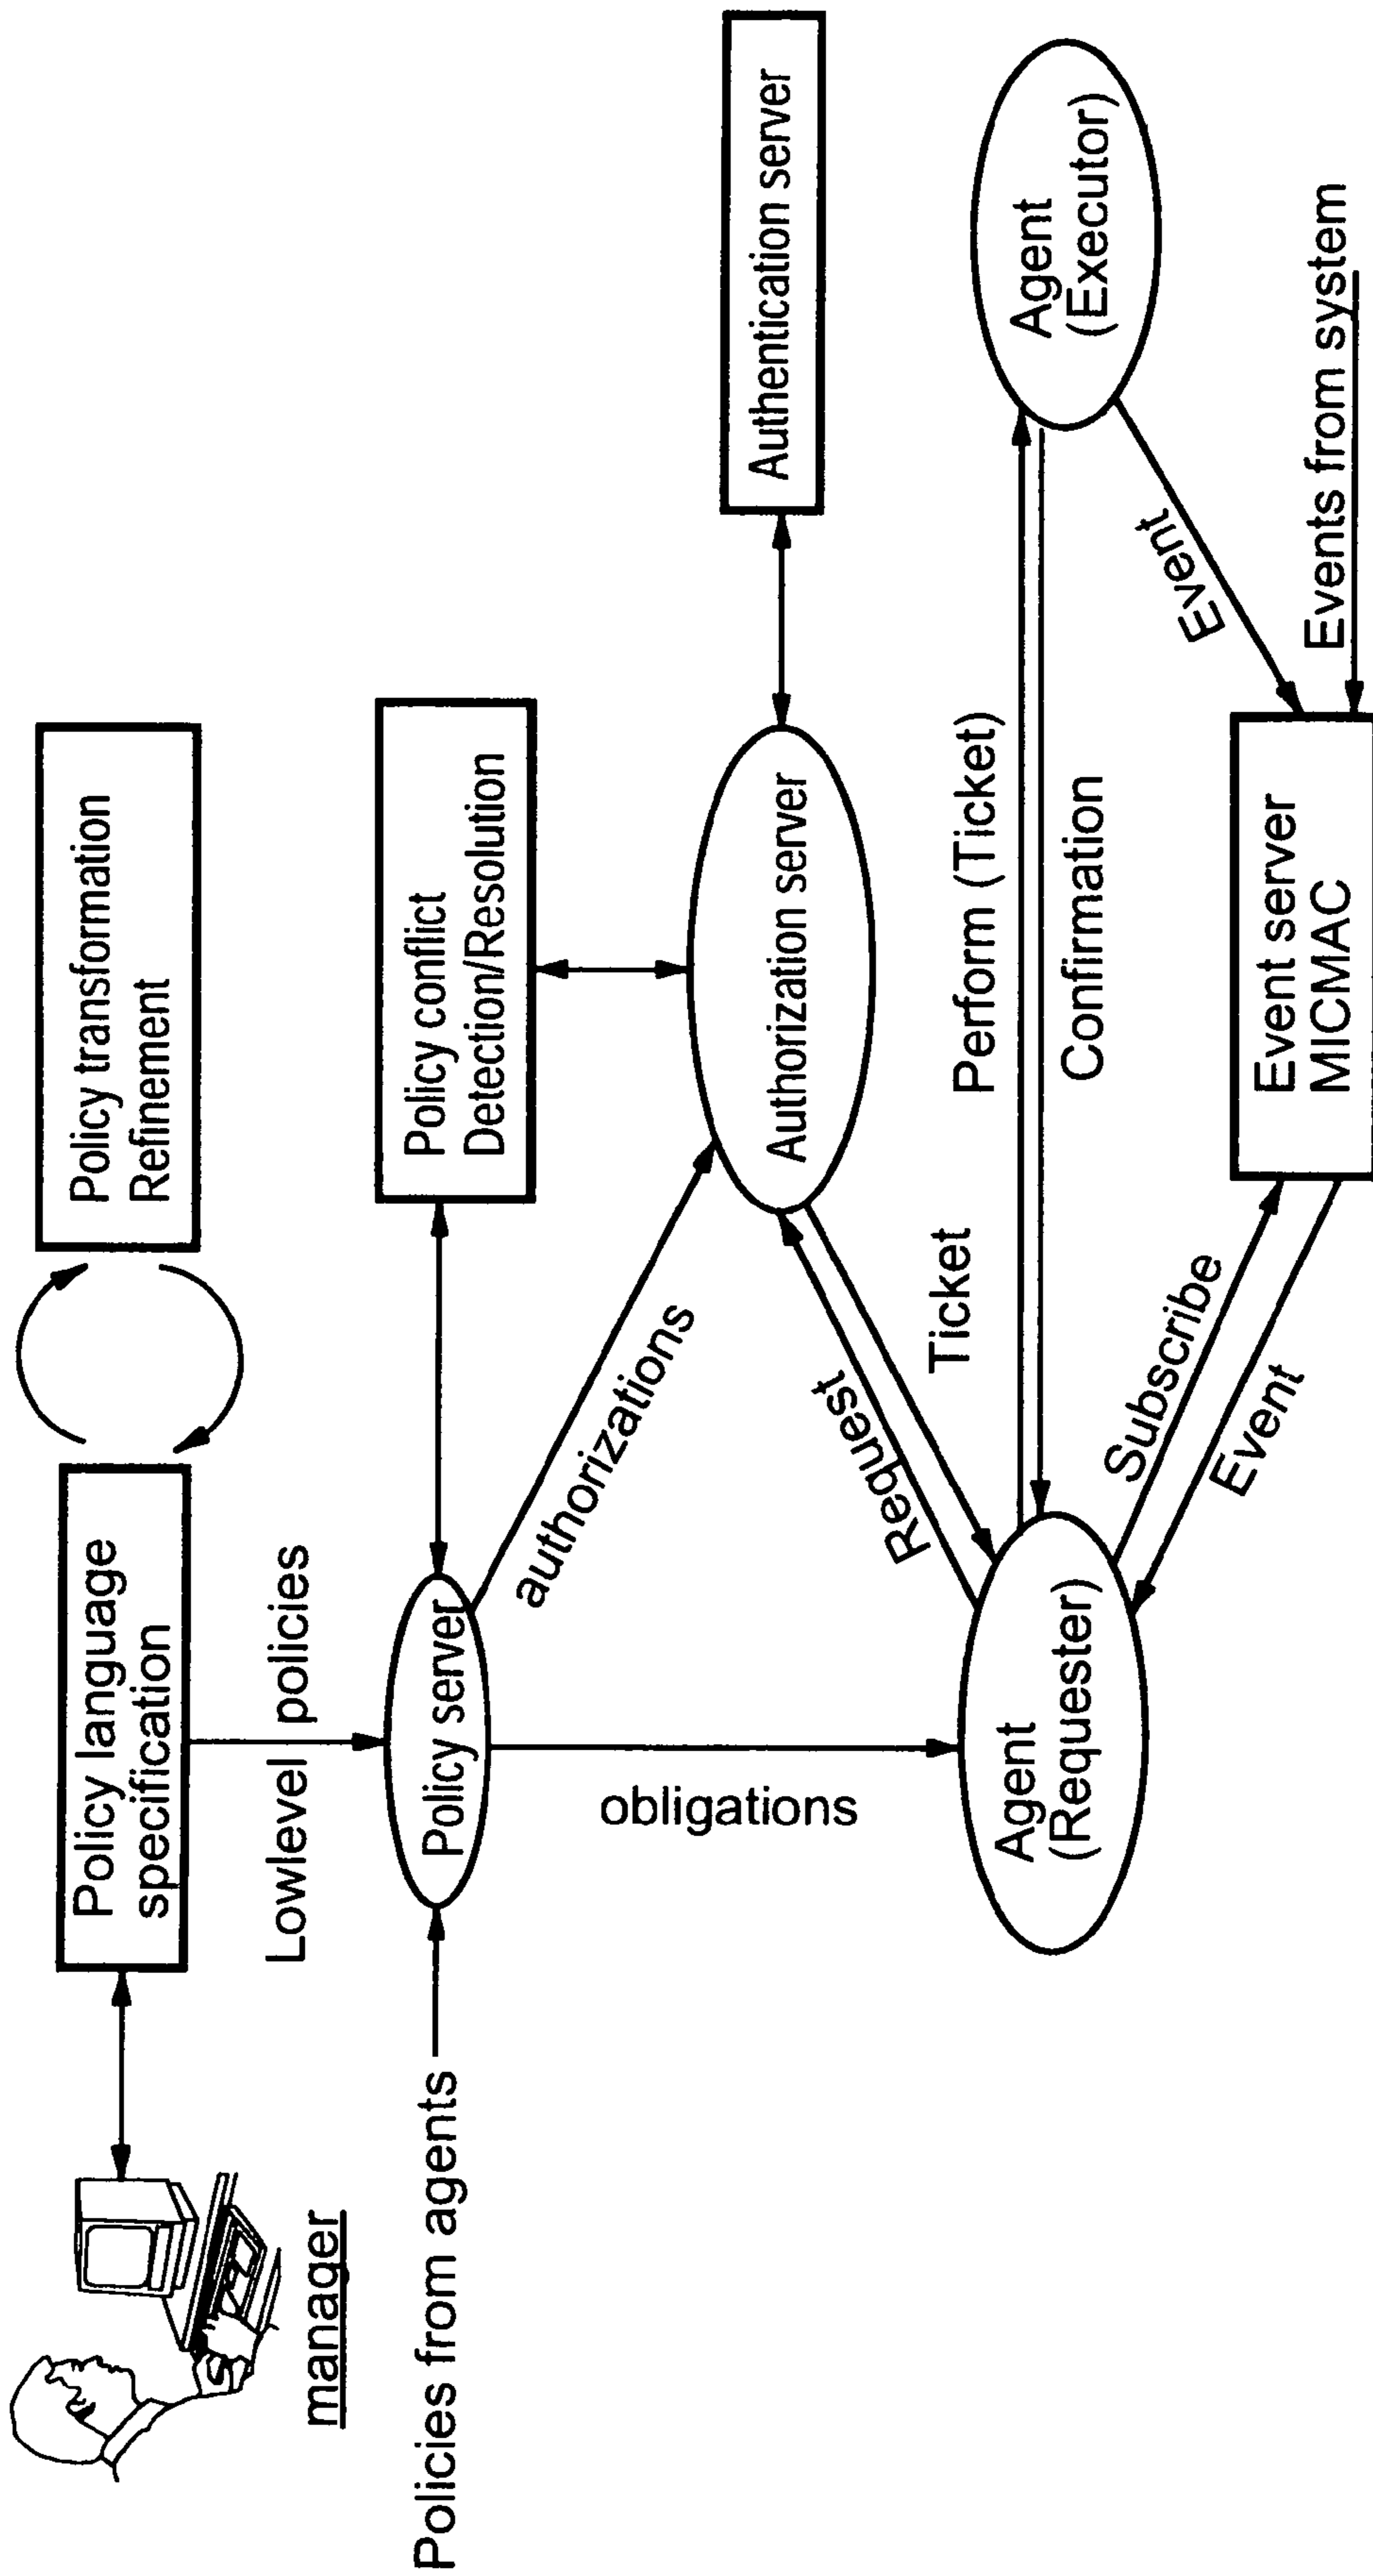 Policy transformation
Refinement
Policy language
specification
manager
Lowlevel policies
Policy conflict
Detection/Resolution
Policies from agents
Policy server
authorizations
Authorization server
Authentication server
obligations
Request
Ticket
Perform (Ticket)
Confirmation
Agent
(Requester)
Agent
(Executor)
Subscribe
Event
Event
Event server
MICMAC
Events from system